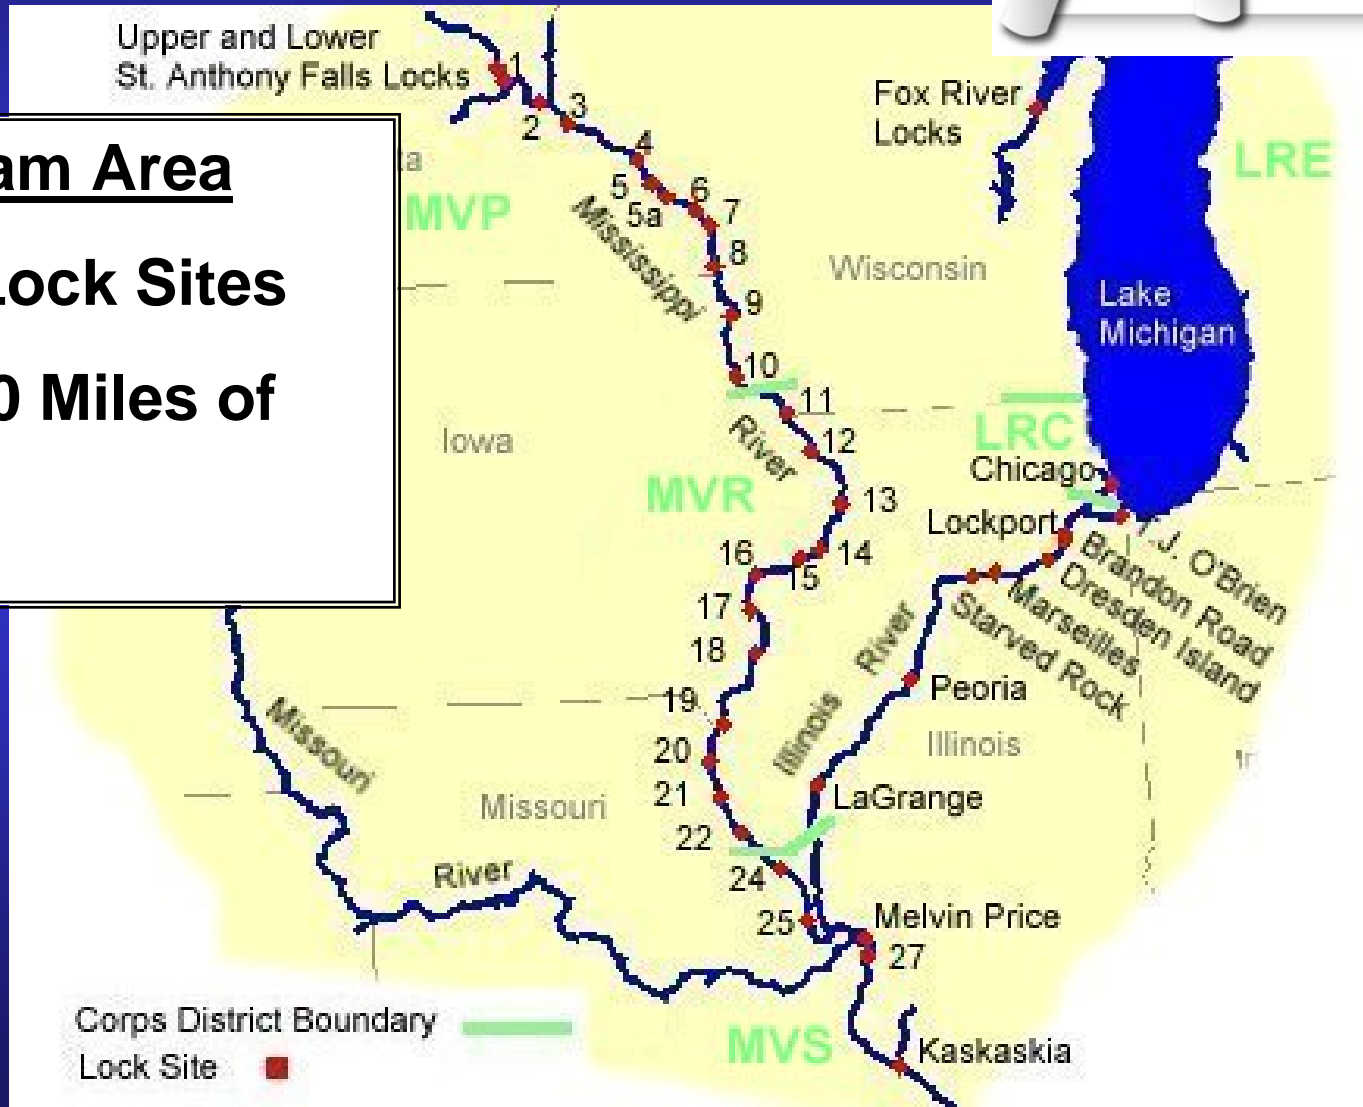 Upper and Lower
St. Anthony Falls Locks
1
2
3
4
5
5a
6
7
8
9
10
11
12
13
14
15
16
17
18
19
20
21
22
24
25
27
Melvin Price
Kaskaskia
am Area
Lock Sites
0 Miles of
ta
MVP
Mississippi
River
Fox River
Locks
LRE
Wisconsin
Lake
Michigan
Iowa
MVR
LRC
Chicago
Lockport
T.J. O'Brien
Brandon Road
Dresden Island
Marseilles
Starved Rock
Illinois
River
Peoria
Illinois
LaGrange
Missouri
River
Missouri
MVS
Corps District Boundary
Lock Site